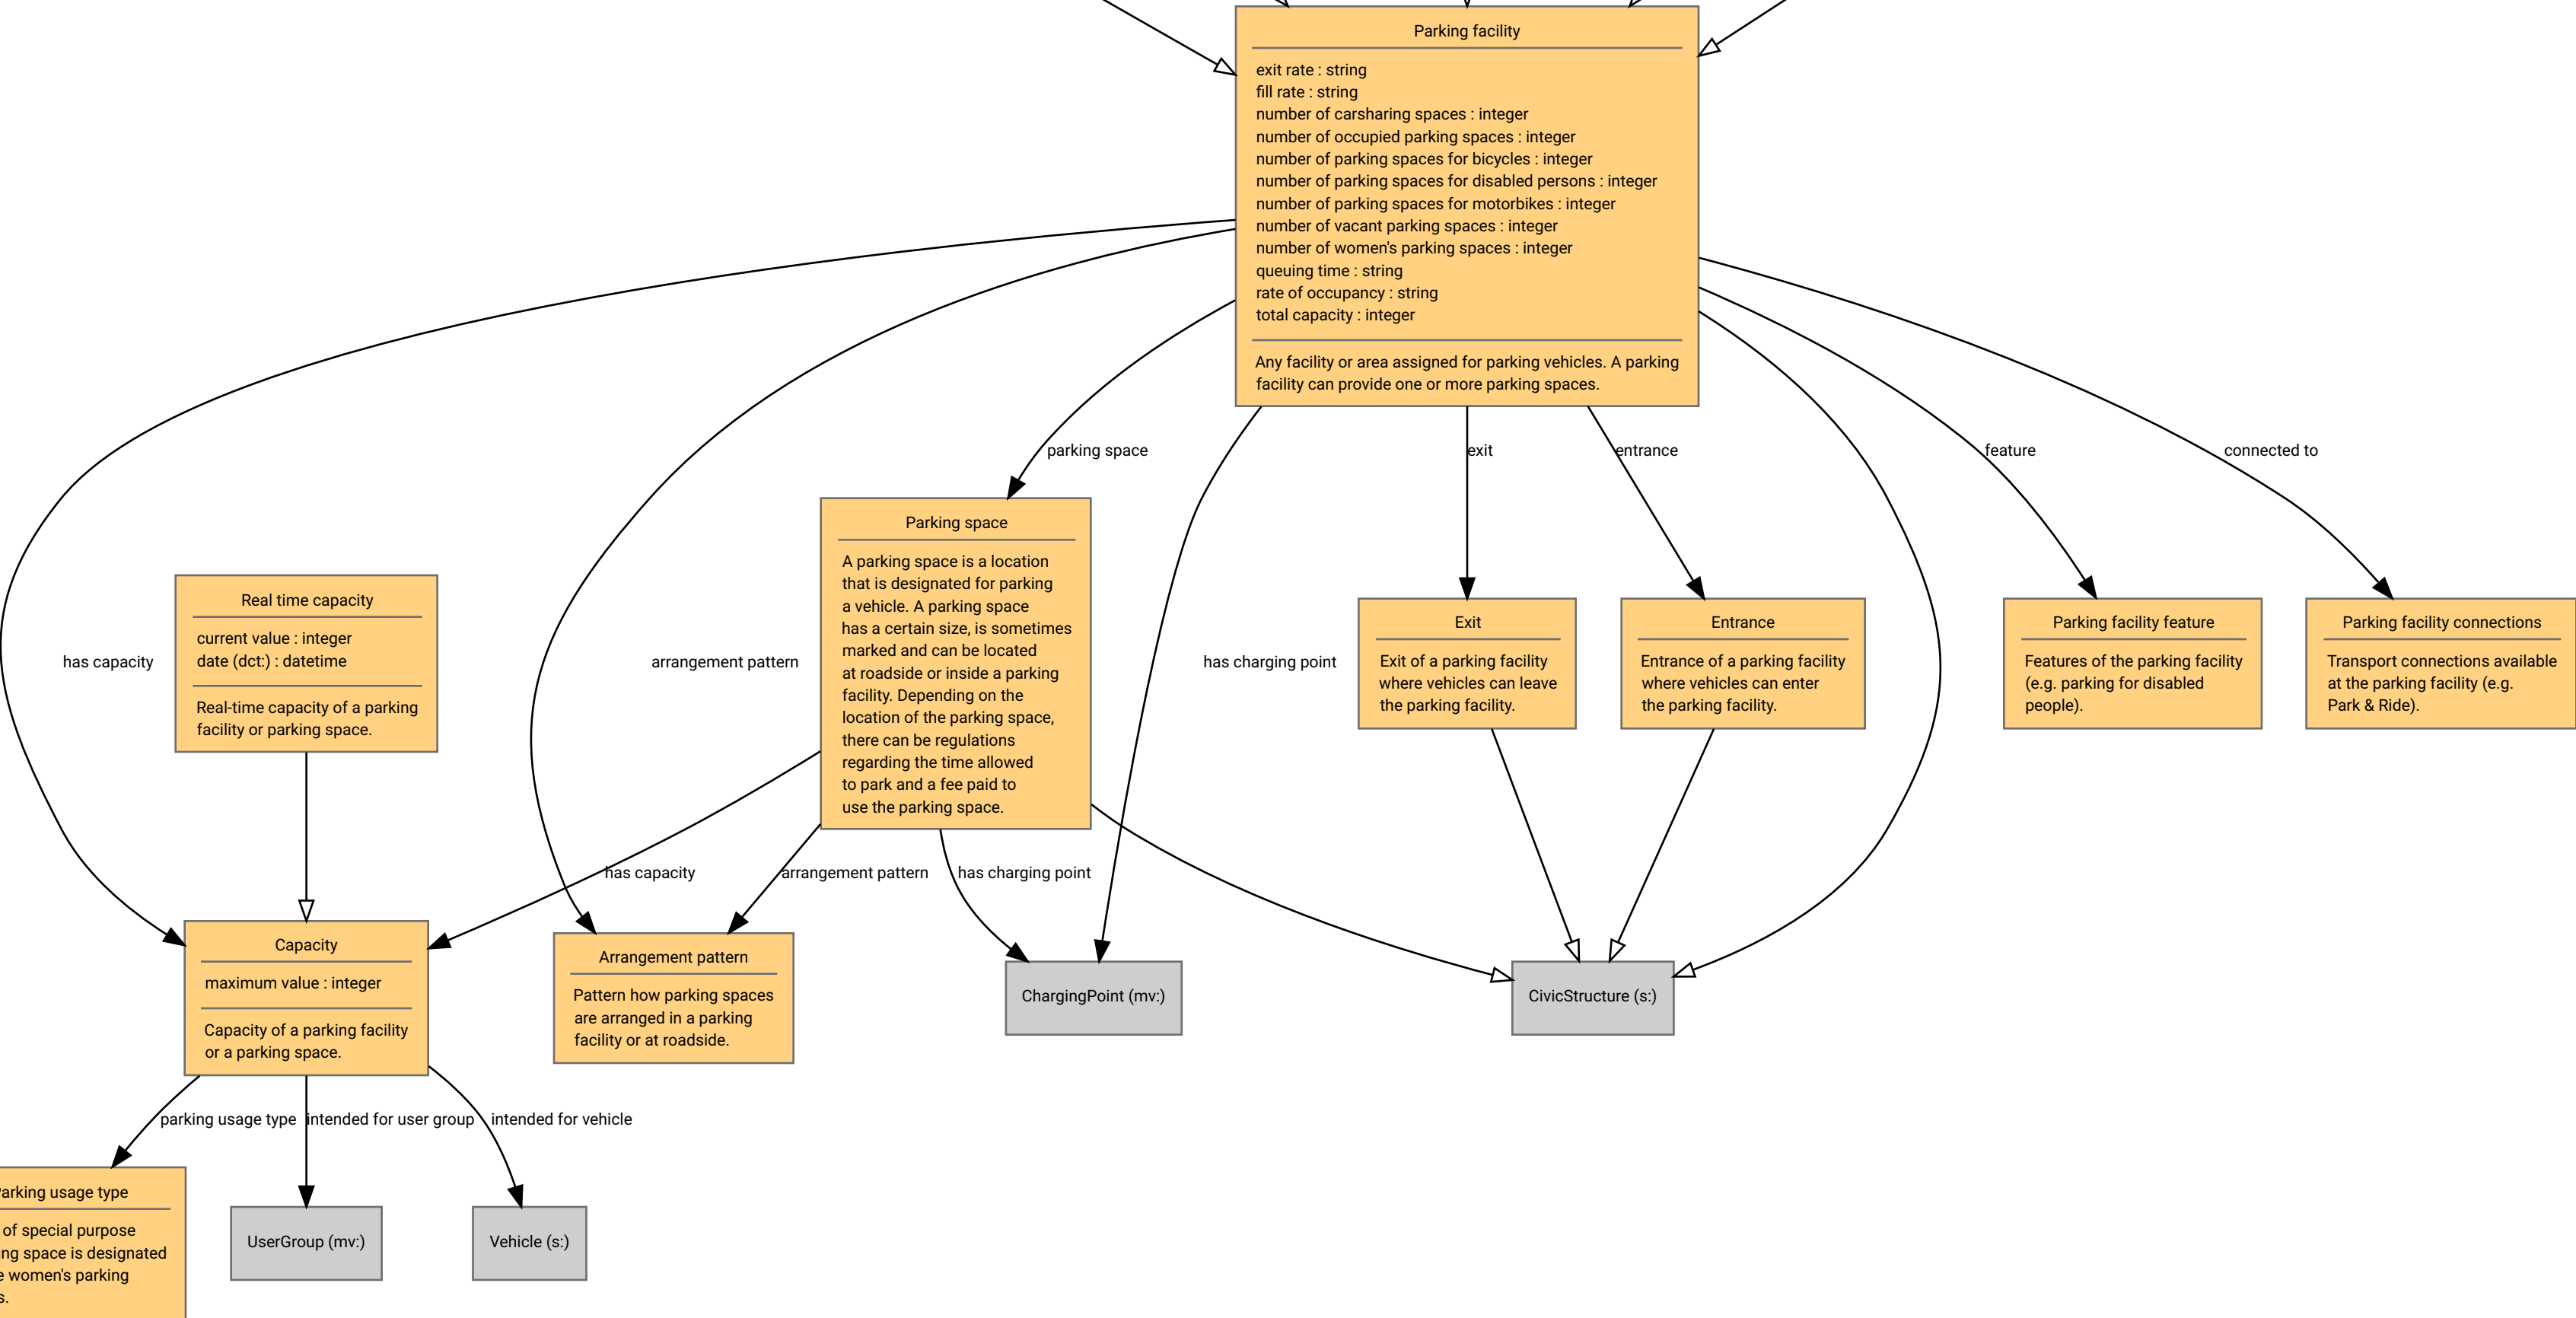 Parking facility
exit rate : string
fill rate : string
number of carsharing spaces : integer
number of occupied parking spaces : integer
number of parking spaces for bicycles : integer
number of parking spaces for disabled persons : integer
number of parking spaces for motorbikes : integer
number of vacant parking spaces : integer
number of women's parking spaces : integer
queuing time : string
rate of occupancy : string
total capacity : integer
Any facility or area assigned for parking vehicles. A parking
facility can provide one or more parking spaces.
parking space
exit
entrance
feature
connected to
Parking space
A parking space is a location
that is designated for parking
a vehicle. A parking space
has a certain size, is sometimes
marked and can be located
at roadside or inside a parking
facility. Depending on the
location of the parking space,
there can be regulations
regarding the time allowed
to park and a fee paid to
use the parking space.
Real time capacity
current value : integer
date (dct:) : datetime
Real-time capacity of a parking
facility or parking space.
has capacity
arrangement pattern
has charging point
Exit
Exit of a parking facility
where vehicles can leave
the parking facility.
Entrance
Entrance of a parking facility
where vehicles can enter
the parking facility.
Parking facility feature
Features of the parking facility
(e.g. parking for disabled
people).
Parking facility connections
Transport connections available
at the parking facility (e.g.
Park & Ride).
has capacity
arrangement pattern
has charging point
Capacity
maximum value : integer
Capacity of a parking facility
or a parking space.
Arrangement pattern
Pattern how parking spaces
are arranged in a parking
facility or at roadside.
ChargingPoint (mv:)
CivicStructure (s:)
parking usage type
intended for user group
intended for vehicle
Parking usage type
of special purpose
ing space is designated
women's parking
UserGroup (mv:)
Vehicle (s:)